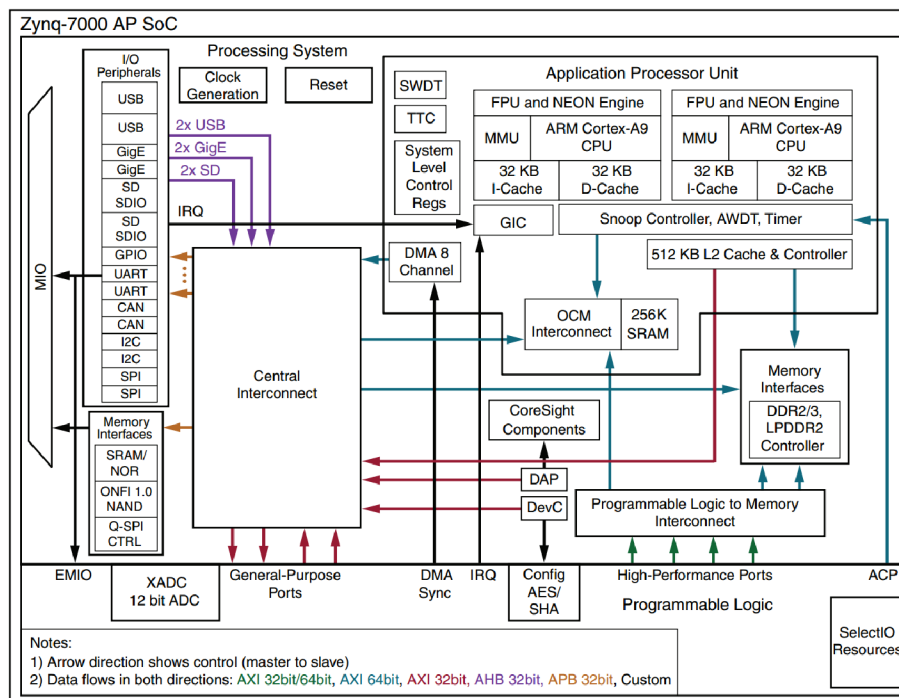 Zynq-7000 AP SoC
Processing System
I/O
Peripherals
USB
USB
GigE
GigE
SD
SDIO
SD
SDIO
GPIO
UART
UART
CAN
CAN
I2C
I2C
SPI
SPI
MIO
Clock
Generation
Reset
2x USB
2x GigE
2x SD
IRQ
Application Processor Unit
SWDT
TTC
System
Level
Control
Regs
FPU and NEON Engine
MMU
ARM Cortex-A9
CPU
32 KB
I-Cache
32 KB
D-Cache
FPU and NEON Engine
MMU
ARM Cortex-A9
CPU
32 KB
I-Cache
32 KB
D-Cache
GIC
Snoop Controller, AWDT, Timer
DMA 8
Channel
512 KB L2 Cache & Controller
OCM
Interconnect
256K
SRAM
Central
Interconnect
Memory
Interfaces
DDR2/3,
LPDDR2
Controller
CoreSight
Components
DAP
DevC
Programmable Logic to Memory
Interconnect
Memory
Interfaces
SRAM/
NOR
ONFI 1.0
NAND
Q-SPI
CTRL
EMIO
XADC
12 bit ADC
General-Purpose
Ports
DMA
Sync
IRQ
Config
AES/
SHA
High-Performance Ports
ACP
Programmable Logic
SelectIO
Resources
Notes:
1) Arrow direction shows control (master to slave)
2) Data flows in both directions: AXI 32bit/64bit, AXI 64bit, AXI 32bit, AHB 32bit, APB 32bit, Custom